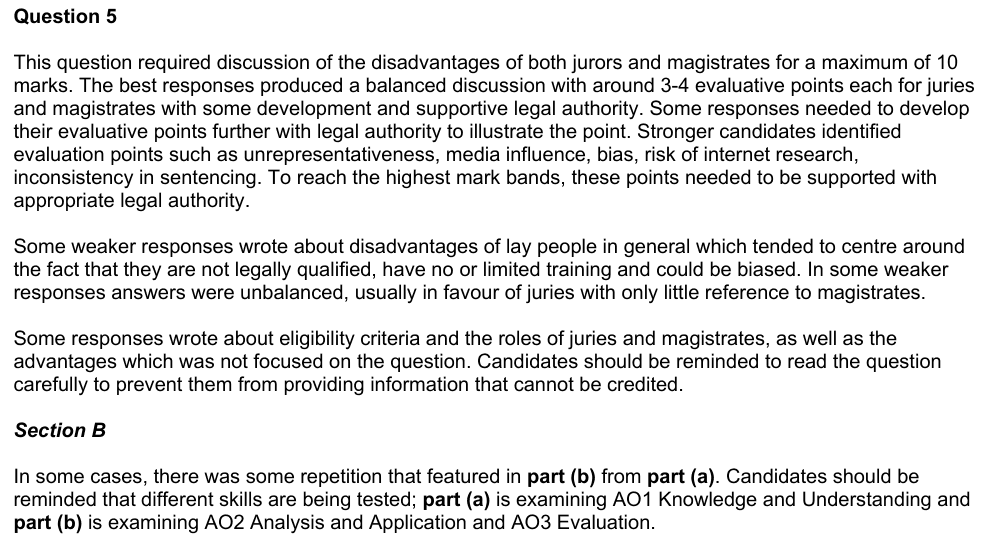 Question 5
This question required discussion of the disadvantages of both jurors and magistrates for a maximum of 10
marks. The best responses produced a balanced discussion with around 3-4 evaluative points each for juries
and magistrates with some development and supportive legal authority. Some responses needed to develop
their evaluative points further with legal authority to illustrate the point. Stronger candidates identified
evaluation points such as unrepresentativeness, media influence, bias, risk of internet research,
inconsistency in sentencing. To reach the highest mark bands, these points needed to be supported with
appropriate legal authority.
Some weaker responses wrote about disadvantages of lay people in general which tended to centre around
the fact that they are not legally qualified, have no or limited training and could be biased. In some weaker
responses answers were unbalanced, usually in favour of juries with only little reference to magistrates.
Some responses wrote about eligibility criteria and the roles of juries and magistrates, as well as the
advantages which was not focused on the question. Candidates should be reminded to read the question
carefully to prevent them from providing information that cannot be credited.
Section B
In some cases, there was some repetition that featured in part (b) from part (a). Candidates should be
reminded that different skills are being tested; part (a) is examining AO1 Knowledge and Understanding and
part (b) is examining AO2 Analysis and Application and AO3 Evaluation.